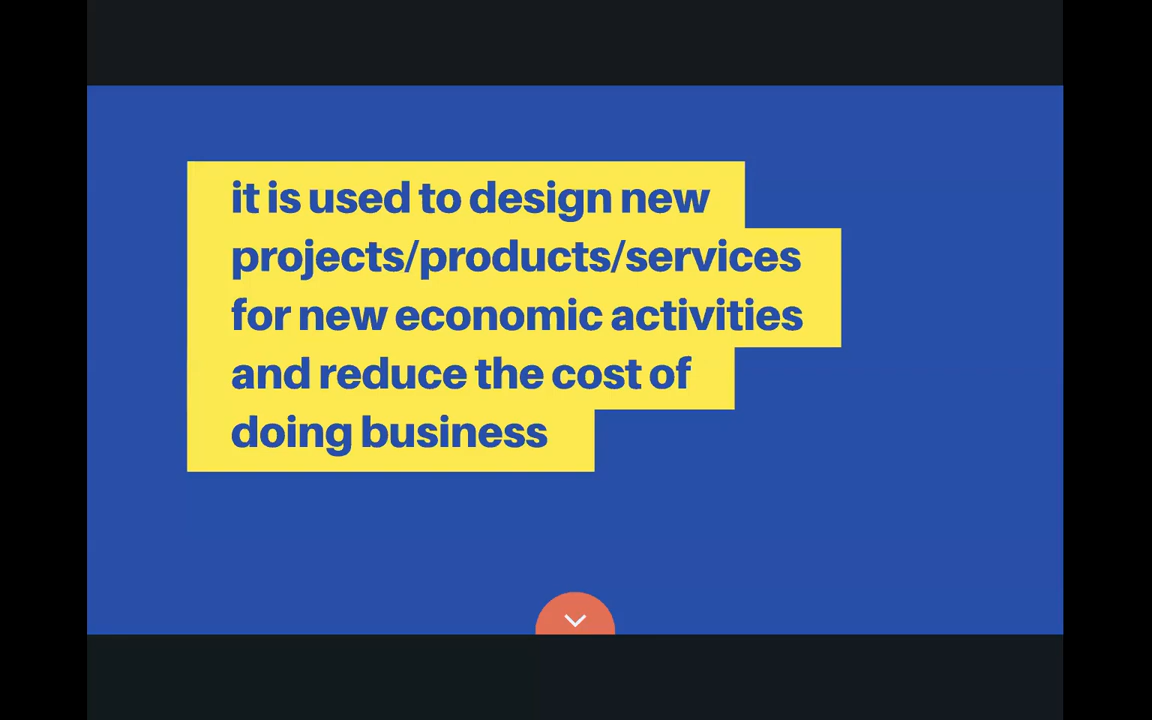 it is used to design new
projects/products/services
for new economic activities
and reduce the cost of
doing business